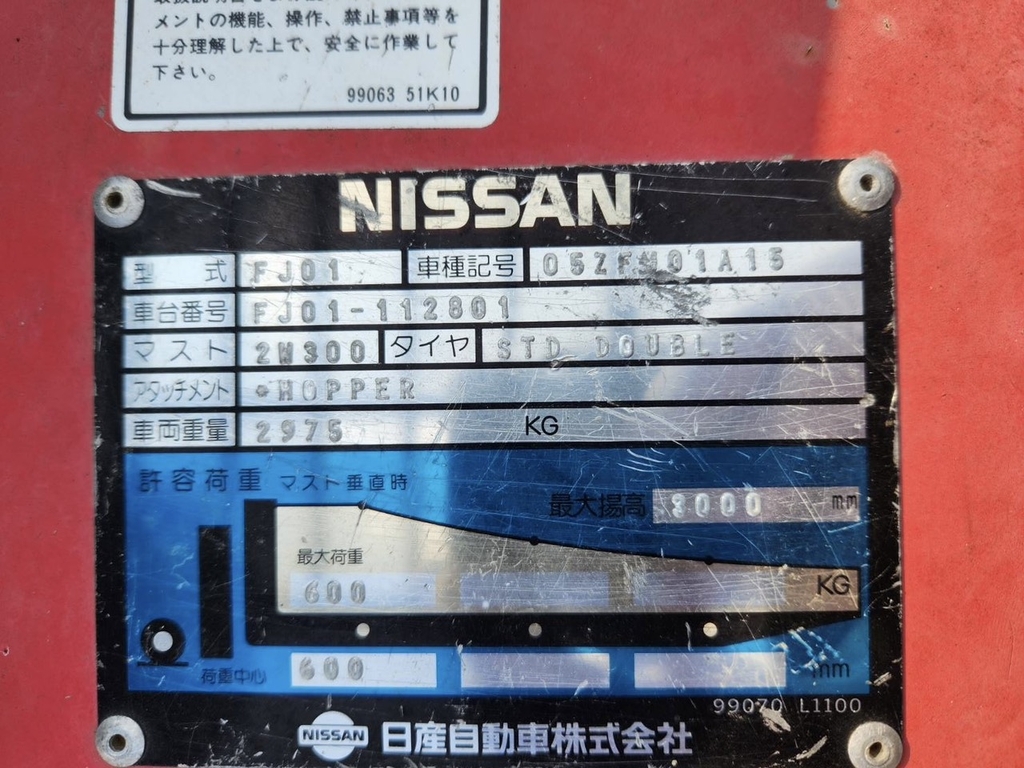 メントの機能、操作、禁止事項等を
十分理解した上で、安全に作業して
下さい。
99063 51K10
NISSAN
型 式 FJ01 車種記号 05ZFM01A15
車台番号 FJ01-112801
マスト 2W300 タイヤ STD DOUBLE
アタッチメント *HOPPER
車両重量 2975 KG
許容荷重 マスト垂直時
最大揚高 3000 mm
最大荷重
600 KG
荷重中心 600 mm
99070 L1100
NISSAN 日産自動車株式会社